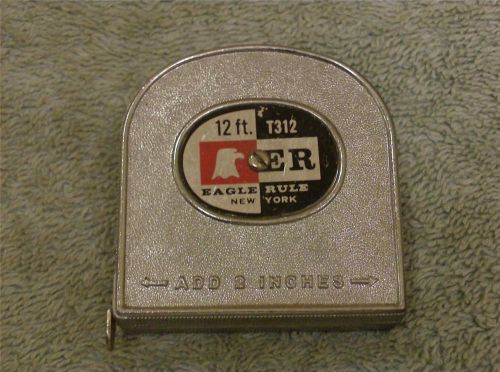 12 ft. T312
ER
EAGLE RULE
NEW YORK
ADD 2 INCHES